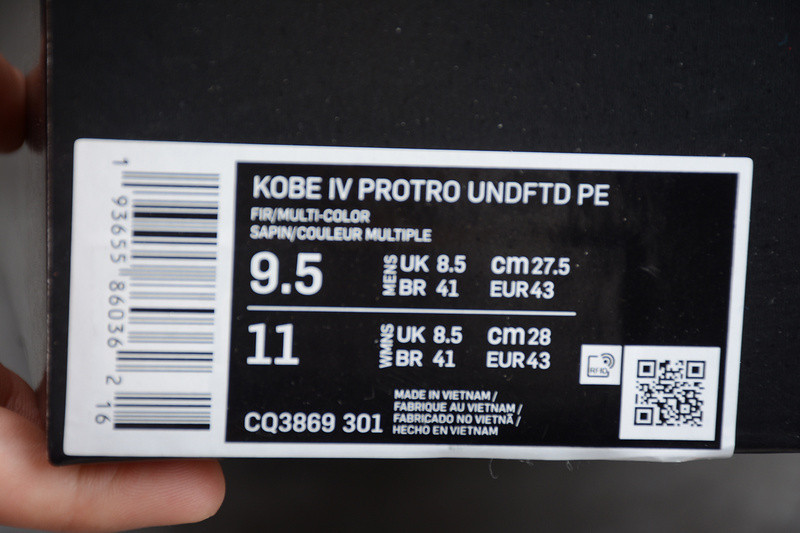 KOBE IV PROTRO UNDFTD PE
FIR/MULTI-COLOR
SAPIN/COULEUR MULTIPLE
9.5 MENS UK 8.5 cm 27.5
BR 41 EUR 43
11 WMNS UK 8.5 cm 28
BR 41 EUR 43
RFID
CQ3869 301
MADE IN VIETNAM /
FABRIQUE AU VIETNAM /
FABRICADO NO VIETNÃ /
HECHO EN VIETNAM
1 93655 86036 2 16